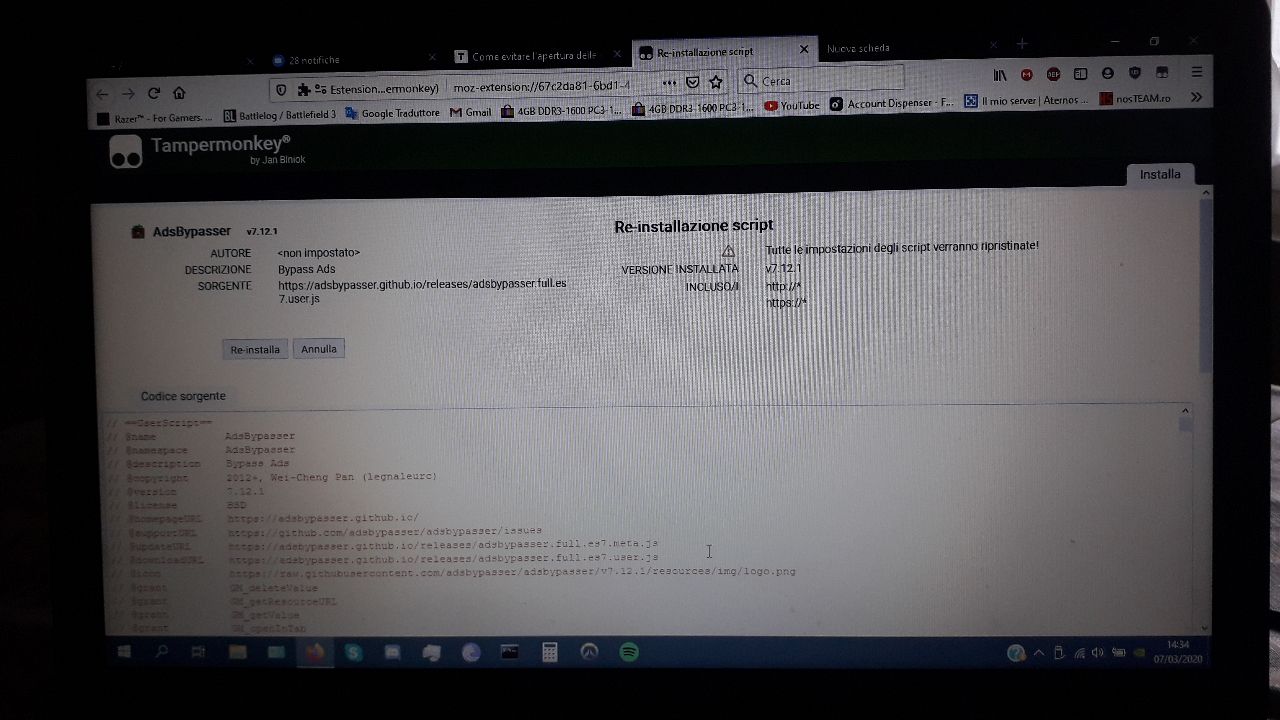 28 notifiche
Come evitare l'apertura delle
Re-installazione script
Nuova scheda
Estension...ermonkey)
moz-extension://67c2da81-6bd1-4
Cerca
Razer™ - For Gamers. ...
Battlelog / Battlefield 3
Google Traduttore
Gmail
4GB DDR3-1600 PC3-1...
4GB DDR3-1600 PC3-1...
YouTube
Account Dispenser - F...
Il mio server | Aternos ...
nosTEAM.ro
Tampermonkey®
by Jan Biniok
Installa
AdsBypasser v7.12.1
AUTORE <non impostato>
DESCRIZIONE Bypass Ads
SORGENTE https://adsbypasser.github.io/releases/adsbypasser.full.es
7.user.js
Re-installa Annulla
Re-installazione script
Tutte le impostazioni degli script verranno ripristinate!
VERSIONE INSTALLATA v7.12.1
INCLUSO/I http://*
https://*
Codice sorgente
// ==UserScript==
// @name AdsBypasser
// @namespace AdsBypasser
// @description Bypass Ads
// @copyright 2012+, Wei-Cheng Pan (legnaleurc)
// @version 7.12.1
// @license BSD
// @homepageURL https://adsbypasser.github.io/
// @supportURL https://github.com/adsbypasser/adsbypasser/issues
// @updateURL https://adsbypasser.github.io/releases/adsbypasser.full.es7.meta.js
// @downloadURL https://adsbypasser.github.io/releases/adsbypasser.full.es7.user.js
// @icon https://raw.githubusercontent.com/adsbypasser/adsbypasser/v7.12.1/resources/img/logo.png
// @grant GM_deleteValue
// @grant GM_getResourceURL
// @grant GM_getValue
// @grant GM_openInTab
14:34
07/03/2020